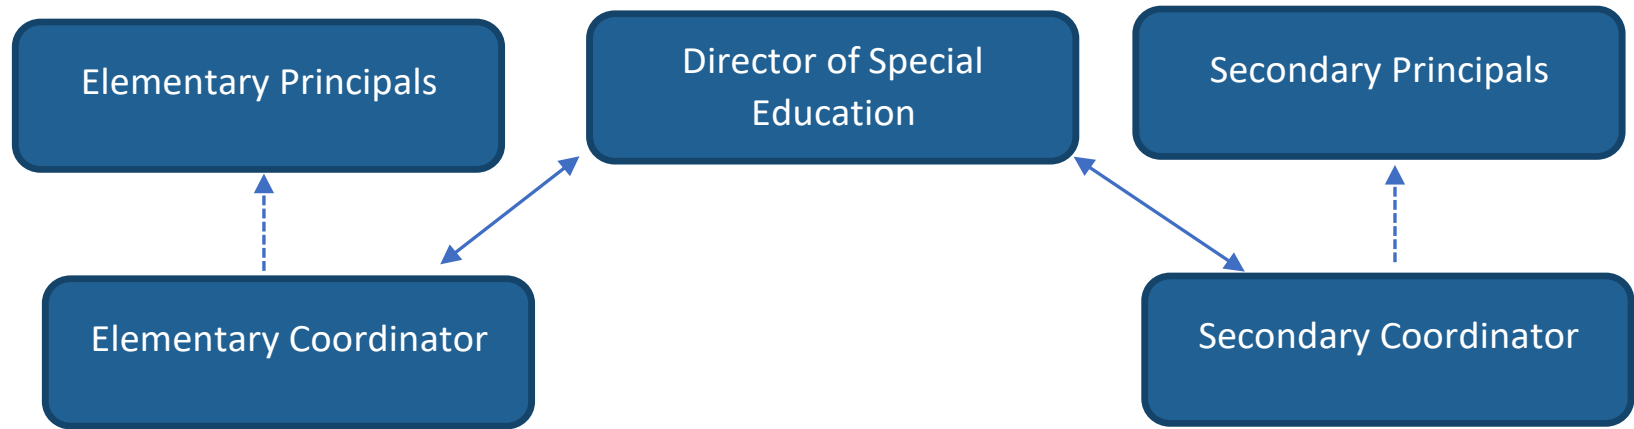 Elementary Principals
Director of Special
Education
Secondary Principals
Elementary Coordinator
Secondary Coordinator